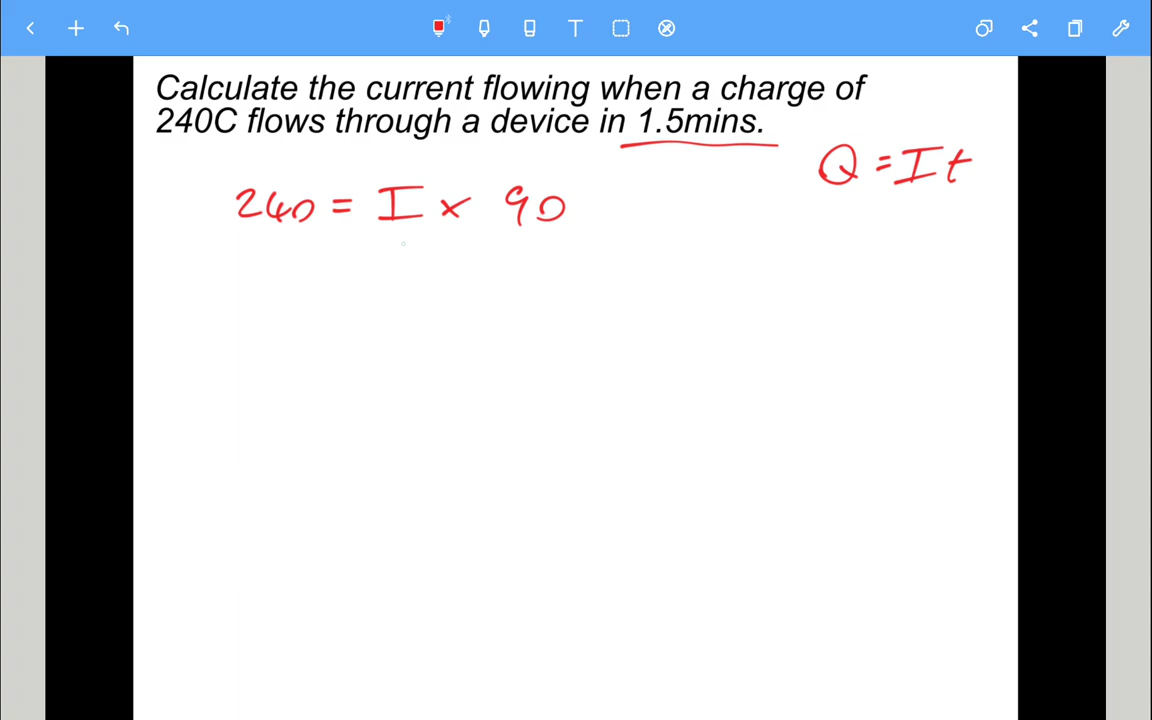 Calculate the current flowing when a charge of
240C flows through a device in 1.5mins.
Q = It
240 = I × 90